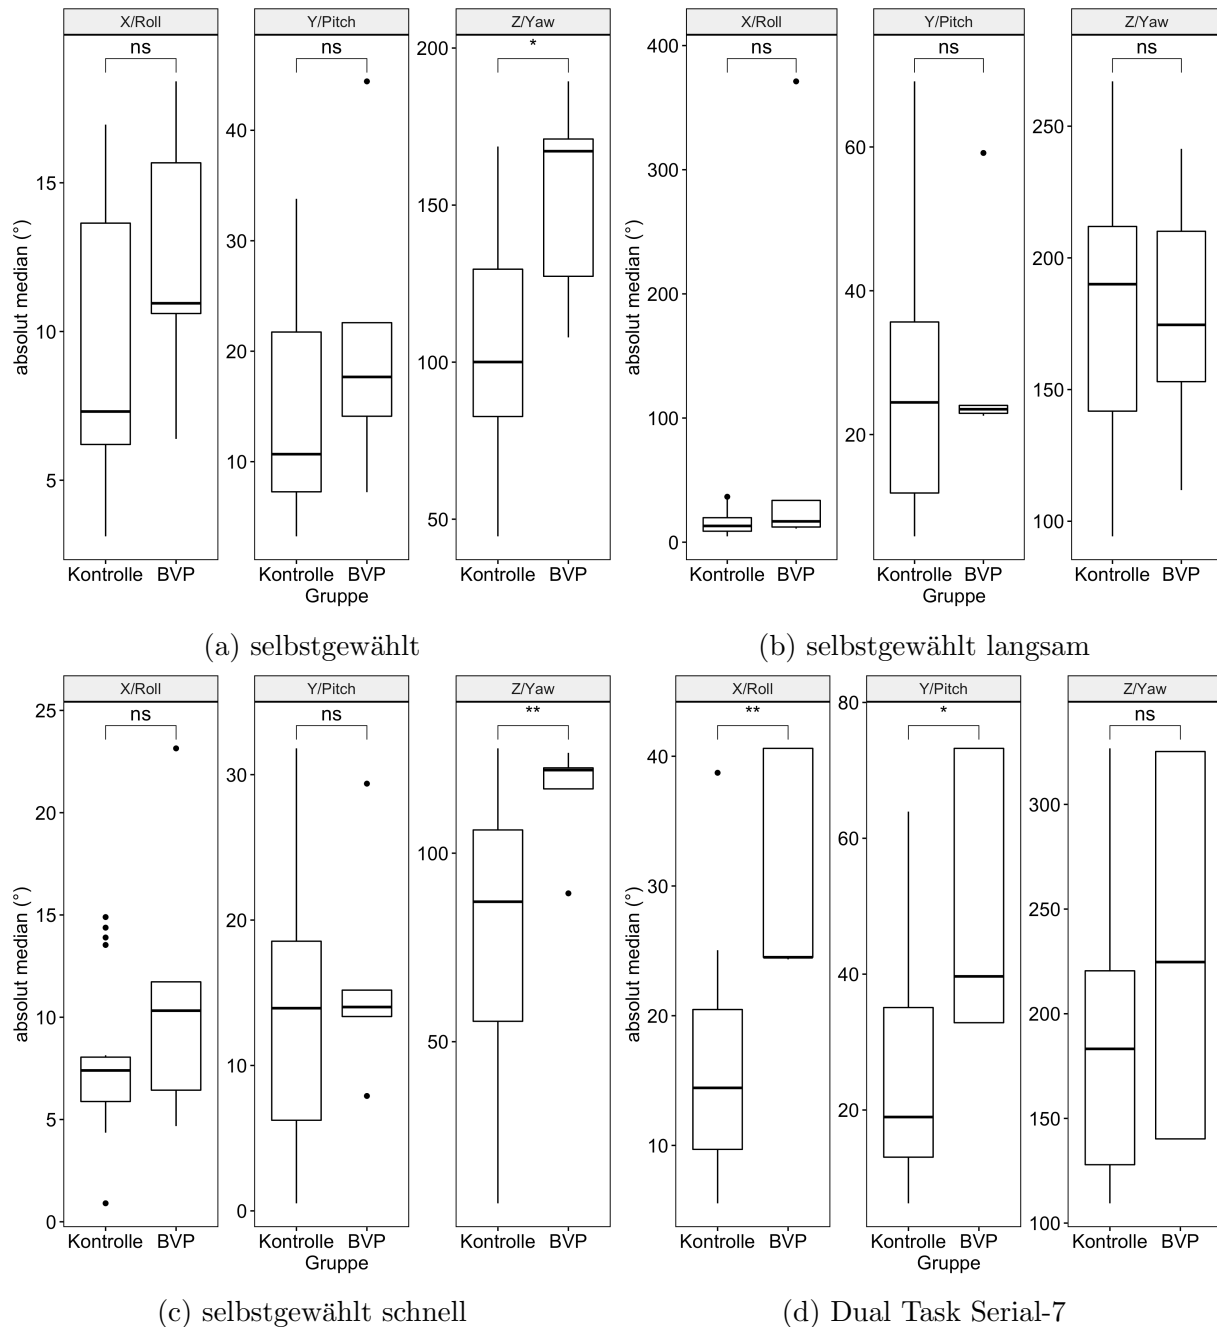 X/Roll Y/Pitch Z/Yaw
ns ns *
absolut median (°)
15
10
5
40
30
20
10
200
150
100
50
Kontrolle BVP Kontrolle BVP Kontrolle BVP
Gruppe
(a) selbstgewählt
X/Roll Y/Pitch Z/Yaw
ns ns ns
absolut median (°)
400
300
200
100
0
60
40
20
250
200
150
100
Kontrolle BVP Kontrolle BVP Kontrolle BVP
Gruppe
(b) selbstgewählt langsam
X/Roll Y/Pitch Z/Yaw
ns ns **
absolut median (°)
25
20
15
10
5
0
30
20
10
0
100
50
Kontrolle BVP Kontrolle BVP Kontrolle BVP
Gruppe
(c) selbstgewählt schnell
X/Roll Y/Pitch Z/Yaw
** * ns
absolut median (°)
40
30
20
10
80
60
40
20
300
250
200
150
100
Kontrolle BVP Kontrolle BVP Kontrolle BVP
Gruppe
(d) Dual Task Serial-7